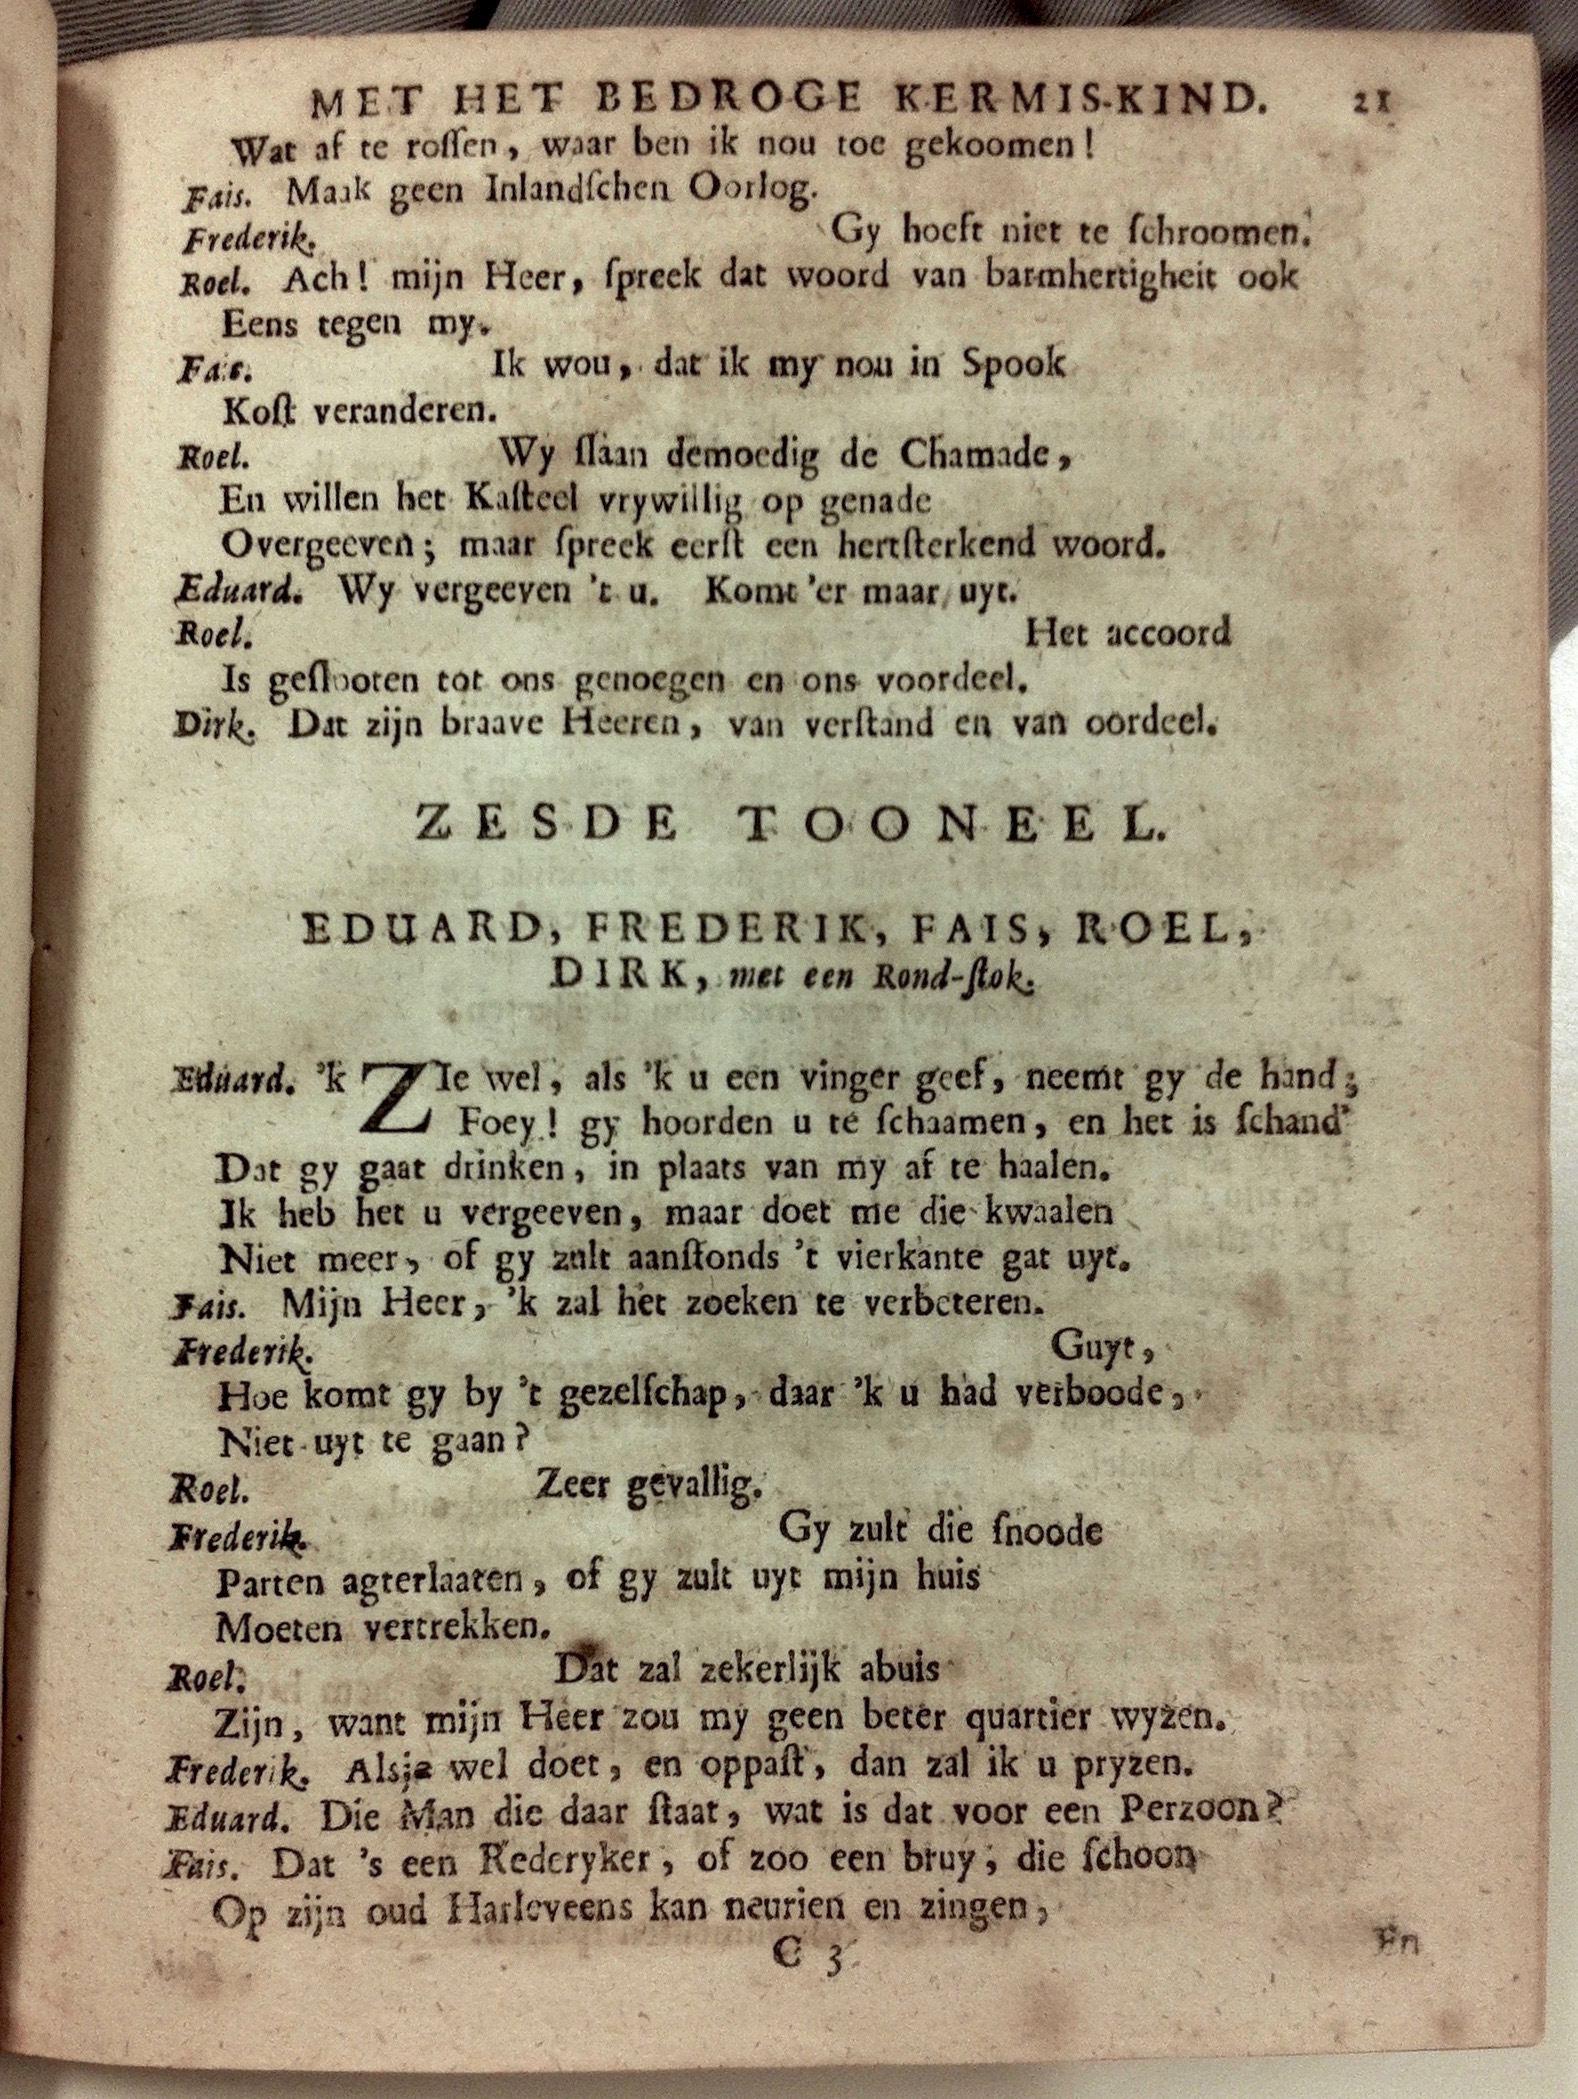 MET HET BEDROGE KERMIS-KIND. 21
Wat af te roſſen, waar ben ik nou toe gekoomen!
Fais. Maak geen Inlandſchen Oorlog.
Frederik. Gy hoeft niet te ſchroomen.
Roel. Ach! mijn Heer, ſpreek dat woord van barmhertigheit ook
Eens tegen my.
Fais. Ik wou, dat ik my nou in Spook
Koſt veranderen.
Roel. Wy ſlaan demoedig de Chamade,
En willen het Kaſteel vrywillig op genade
Overgeeven; maar ſpreek eerſt een hertſterkend woord.
Eduard. Wy vergeeven 't u. Komt 'er maar uyt.
Roel. Het accoord
Is geſlooten tot ons genoegen en ons voordeel.
Dirk. Dat zijn braave Heeren, van verſtand en van oordeel.
ZESDE TOONEEL.
EDUARD, FREDERIK, FAIS, ROEL,
DIRK, met een Rond-ſtok.
Eduard. 'k ZIe wel, als 'k u een vinger geef, neemt gy de hand;
Foey! gy hoorden u te ſchaamen, en het is ſchand'
Dat gy gaat drinken, in plaats van my af te haalen.
Ik heb het u vergeeven, maar doet me die kwaalen
Niet meer, of gy zult aanſtonds 't vierkante gat uyt.
Fais. Mijn Heer, 'k zal het zoeken te verbeteren.
Frederik. Guyt,
Hoe komt gy by 't gezelſchap, daar 'k u had verboode,
Niet uyt te gaan?
Roel. Zeer gevallig.
Frederik. Gy zult die ſnoode
Parten agterlaaten, of gy zult uyt mijn huis
Moeten vertrekken.
Roel. Dat zal zekerlijk abuis
Zijn, want mijn Heer zou my geen beter quartier wyzen.
Frederik. Alsje wel doet, en oppaſt, dan zal ik u pryzen.
Eduard. Die Man die daar ſtaat, wat is dat voor een Perzoon?
Fais. Dat 's een Rederyker, of zoo een bruy, die ſchoon
Op zijn oud Harleveens kan neurien en zingen,
C 3 En